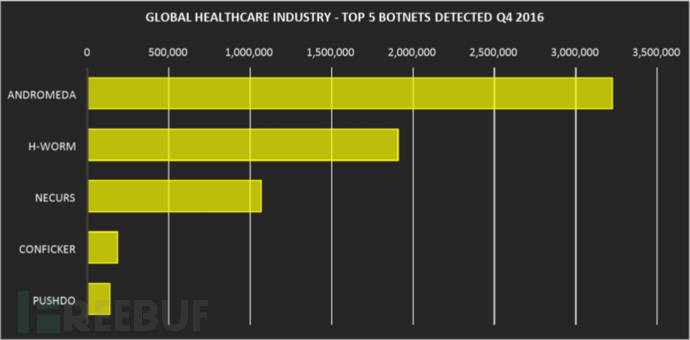 GLOBAL HEALTHCARE INDUSTRY - TOP 5 BOTNETS DETECTED Q4 2016
0 500,000 1,000,000 1,500,000 2,000,000 2,500,000 3,000,000 3,500,000
ANDROMEDA
H-WORM
NECURS
CONFICKER
PUSHDO
FREEBUF